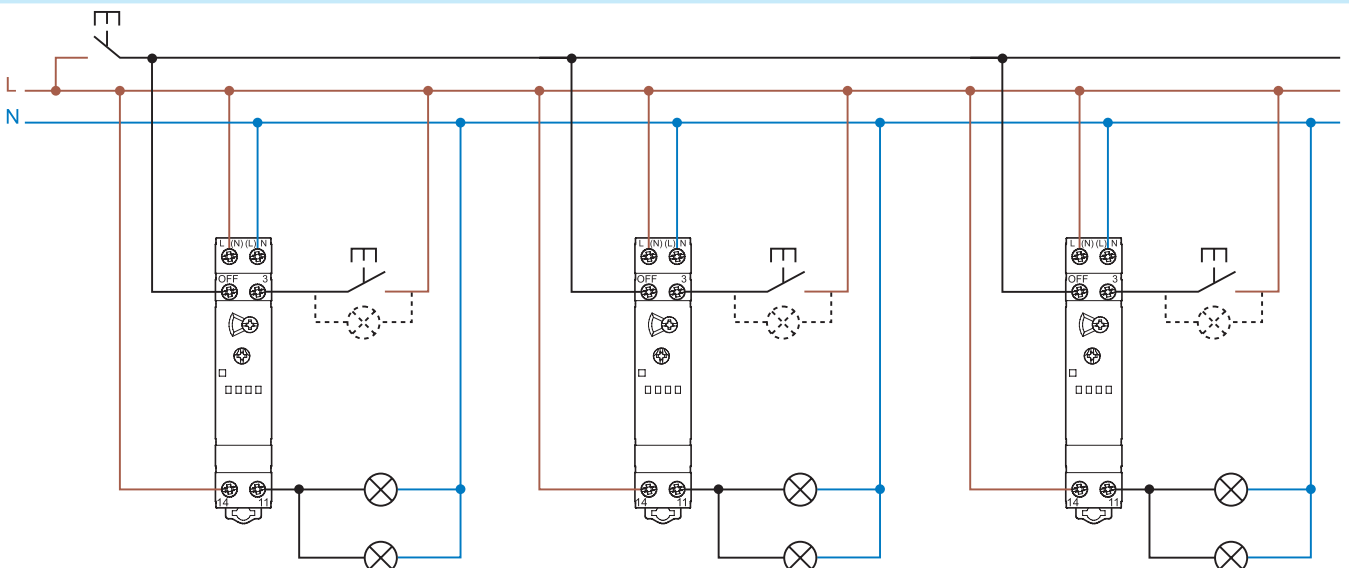 L
N
L (N) (L) N
OFF 3
14 11
L (N) (L) N
OFF 3
14 11
L (N) (L) N
OFF 3
14 11